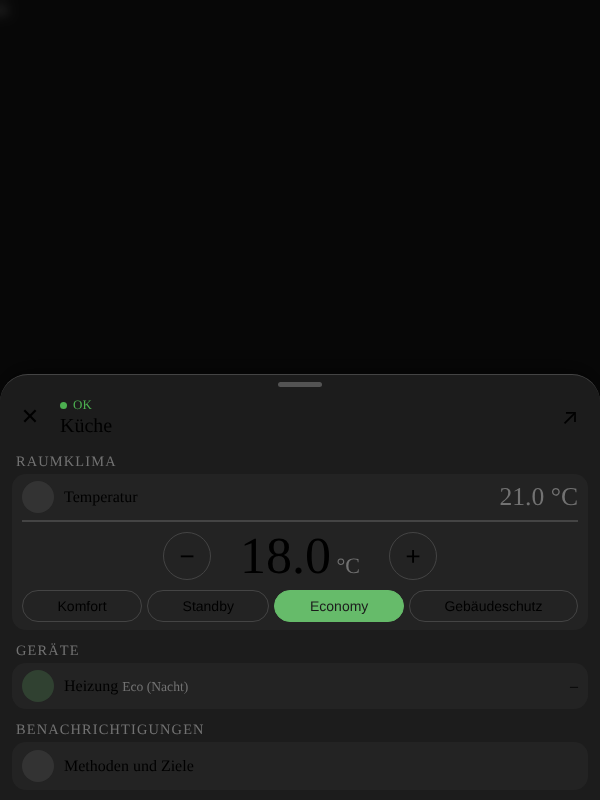 OK
Küche
RAUMKLIMA
Temperatur 21.0 °C
− 18.0 °C +
Komfort Standby Economy Gebäudeschutz
GERÄTE
Heizung Eco (Nacht) –
BENACHRICHTIGUNGEN
Methoden und Ziele